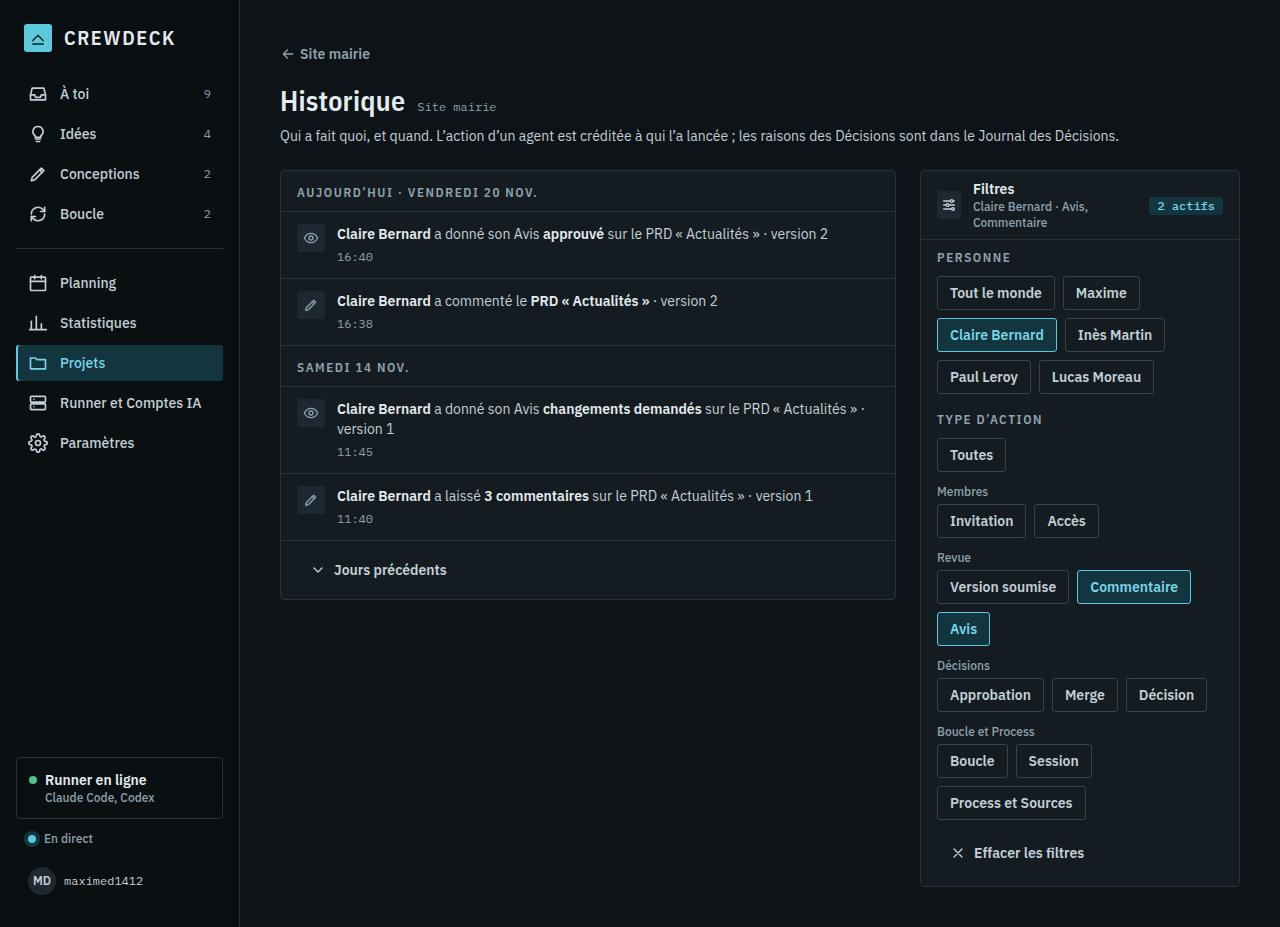 CREWDECK
À toi 9
Idées 4
Conceptions 2
Boucle 2
Planning
Statistiques
Projets
Runner et Comptes IA
Paramètres
Runner en ligne
Claude Code, Codex
En direct
MD maximed1412
← Site mairie
Historique Site mairie
Qui a fait quoi, et quand. L’action d’un agent est créditée à qui l’a lancée ; les raisons des Décisions sont dans le Journal des Décisions.
AUJOURD’HUI · VENDREDI 20 NOV.
Claire Bernard a donné son Avis approuvé sur le PRD « Actualités » · version 2
16:40
Claire Bernard a commenté le PRD « Actualités » · version 2
16:38
SAMEDI 14 NOV.
Claire Bernard a donné son Avis changements demandés sur le PRD « Actualités » ·
version 1
11:45
Claire Bernard a laissé 3 commentaires sur le PRD « Actualités » · version 1
11:40
Jours précédents
Filtres
Claire Bernard · Avis,
Commentaire
2 actifs
PERSONNE
Tout le monde Maxime
Claire Bernard Inès Martin
Paul Leroy Lucas Moreau
TYPE D’ACTION
Toutes
Membres
Invitation Accès
Revue
Version soumise Commentaire
Avis
Décisions
Approbation Merge Décision
Boucle et Process
Boucle Session
Process et Sources
Effacer les filtres